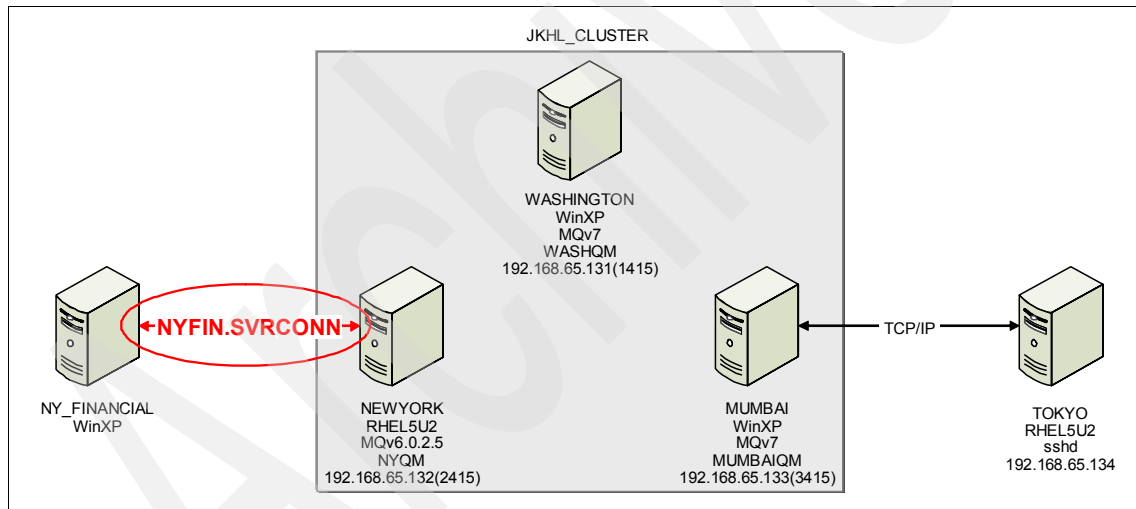 JKHL_CLUSTER
WASHINGTON
WinXP
MQv7
WASHQM
192.168.65.131(1415)
NYFIN.SVRCONN
TCP/IP
NY_FINANCIAL
WinXP
NEWYORK
RHEL5U2
MQv6.0.2.5
NYQM
192.168.65.132(2415)
MUMBAI
WinXP
MQv7
MUMBAIQM
192.168.65.133(3415)
TOKYO
RHEL5U2
sshd
192.168.65.134